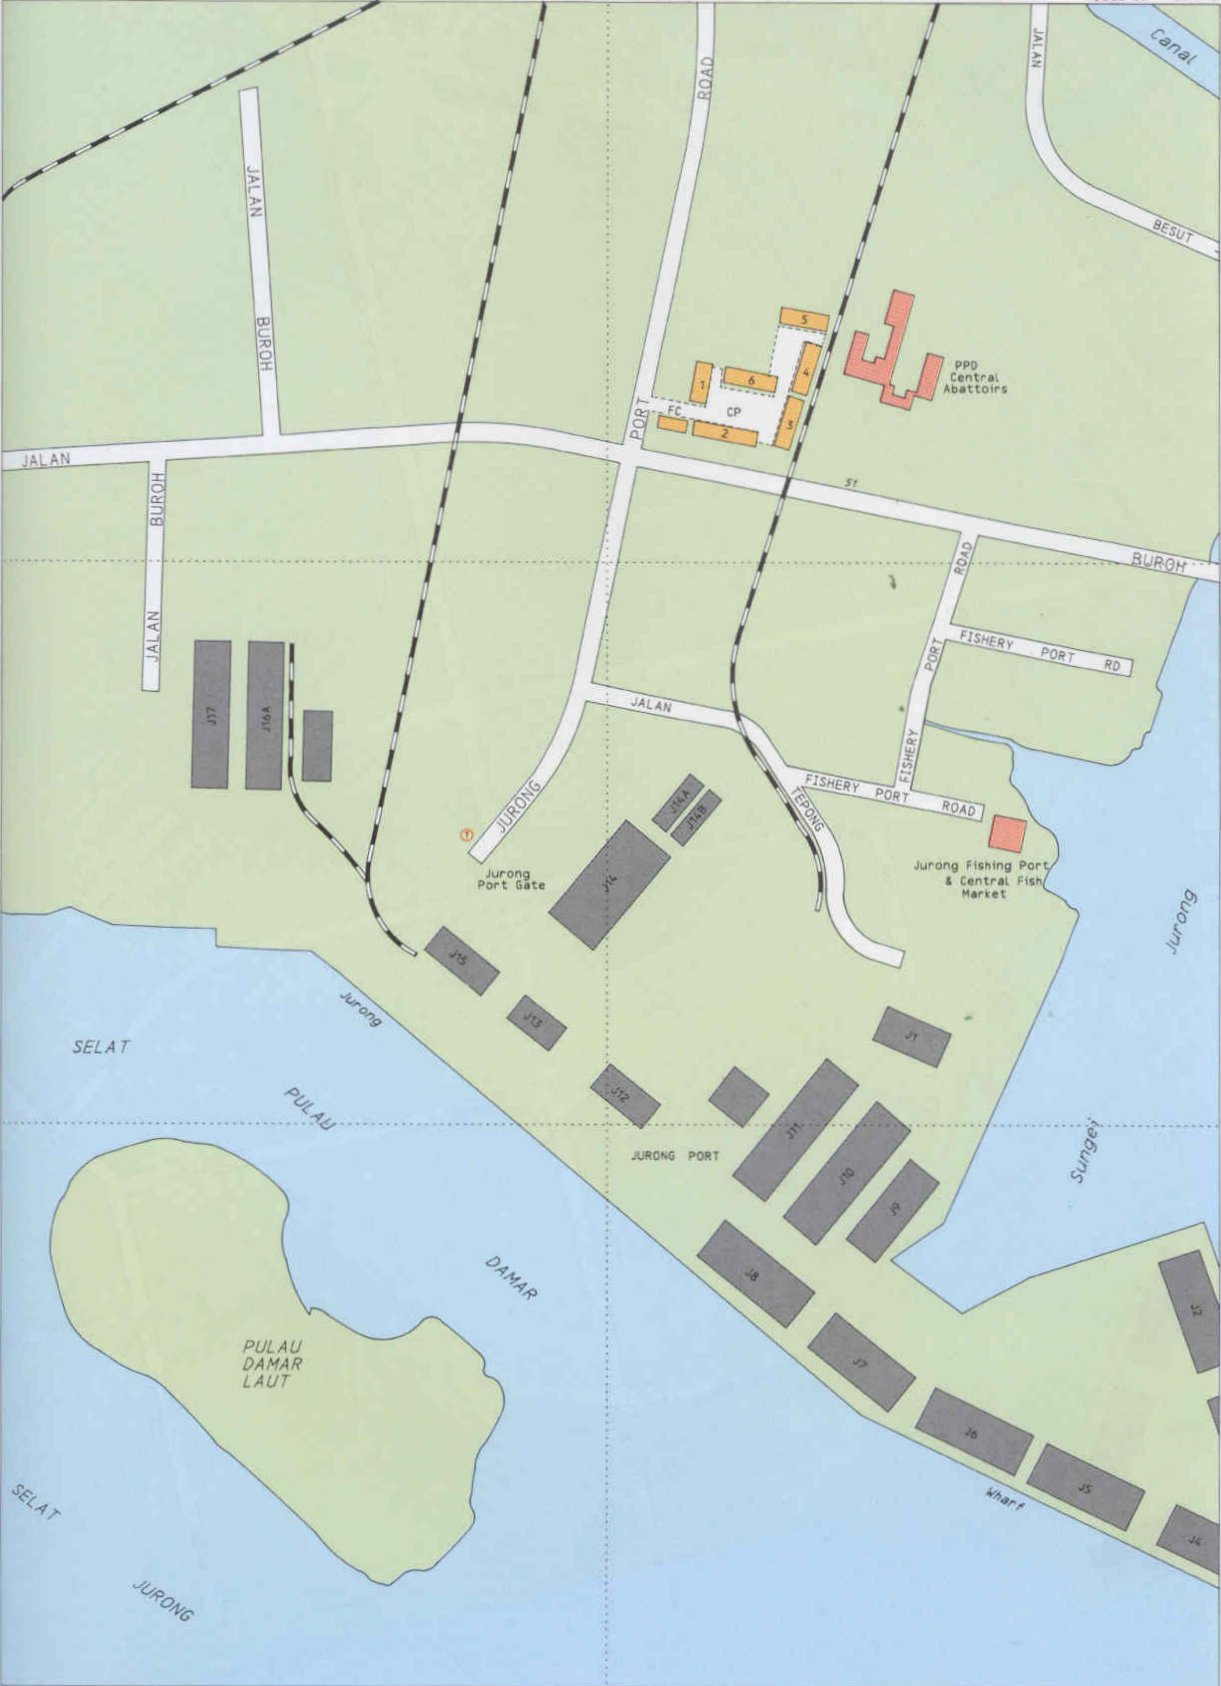 Canal
JALAN
BESUT
ROAD
PORT
JURONG
JALAN
BUROH
JALAN
BUROH
JALAN
BUROH
5
4
6
1
3
2
FC
CP
PPD
Central
Abattoirs
51
ROAD
PORT
FISHERY
FISHERY PORT RD
JALAN
TEPONG
FISHERY PORT ROAD
J17
J16A
J14A
J14B
J14
Jurong
Port Gate
Jurong Fishing Port
& Central Fish
Market
J15
J13
J12
J1
J11
J10
J9
J8
J7
J6
J5
J4
J2
JURONG PORT
Jurong
Wharf
Jurong
Sungei
SELAT
PULAU
DAMAR
PULAU
DAMAR
LAUT
SELAT
JURONG